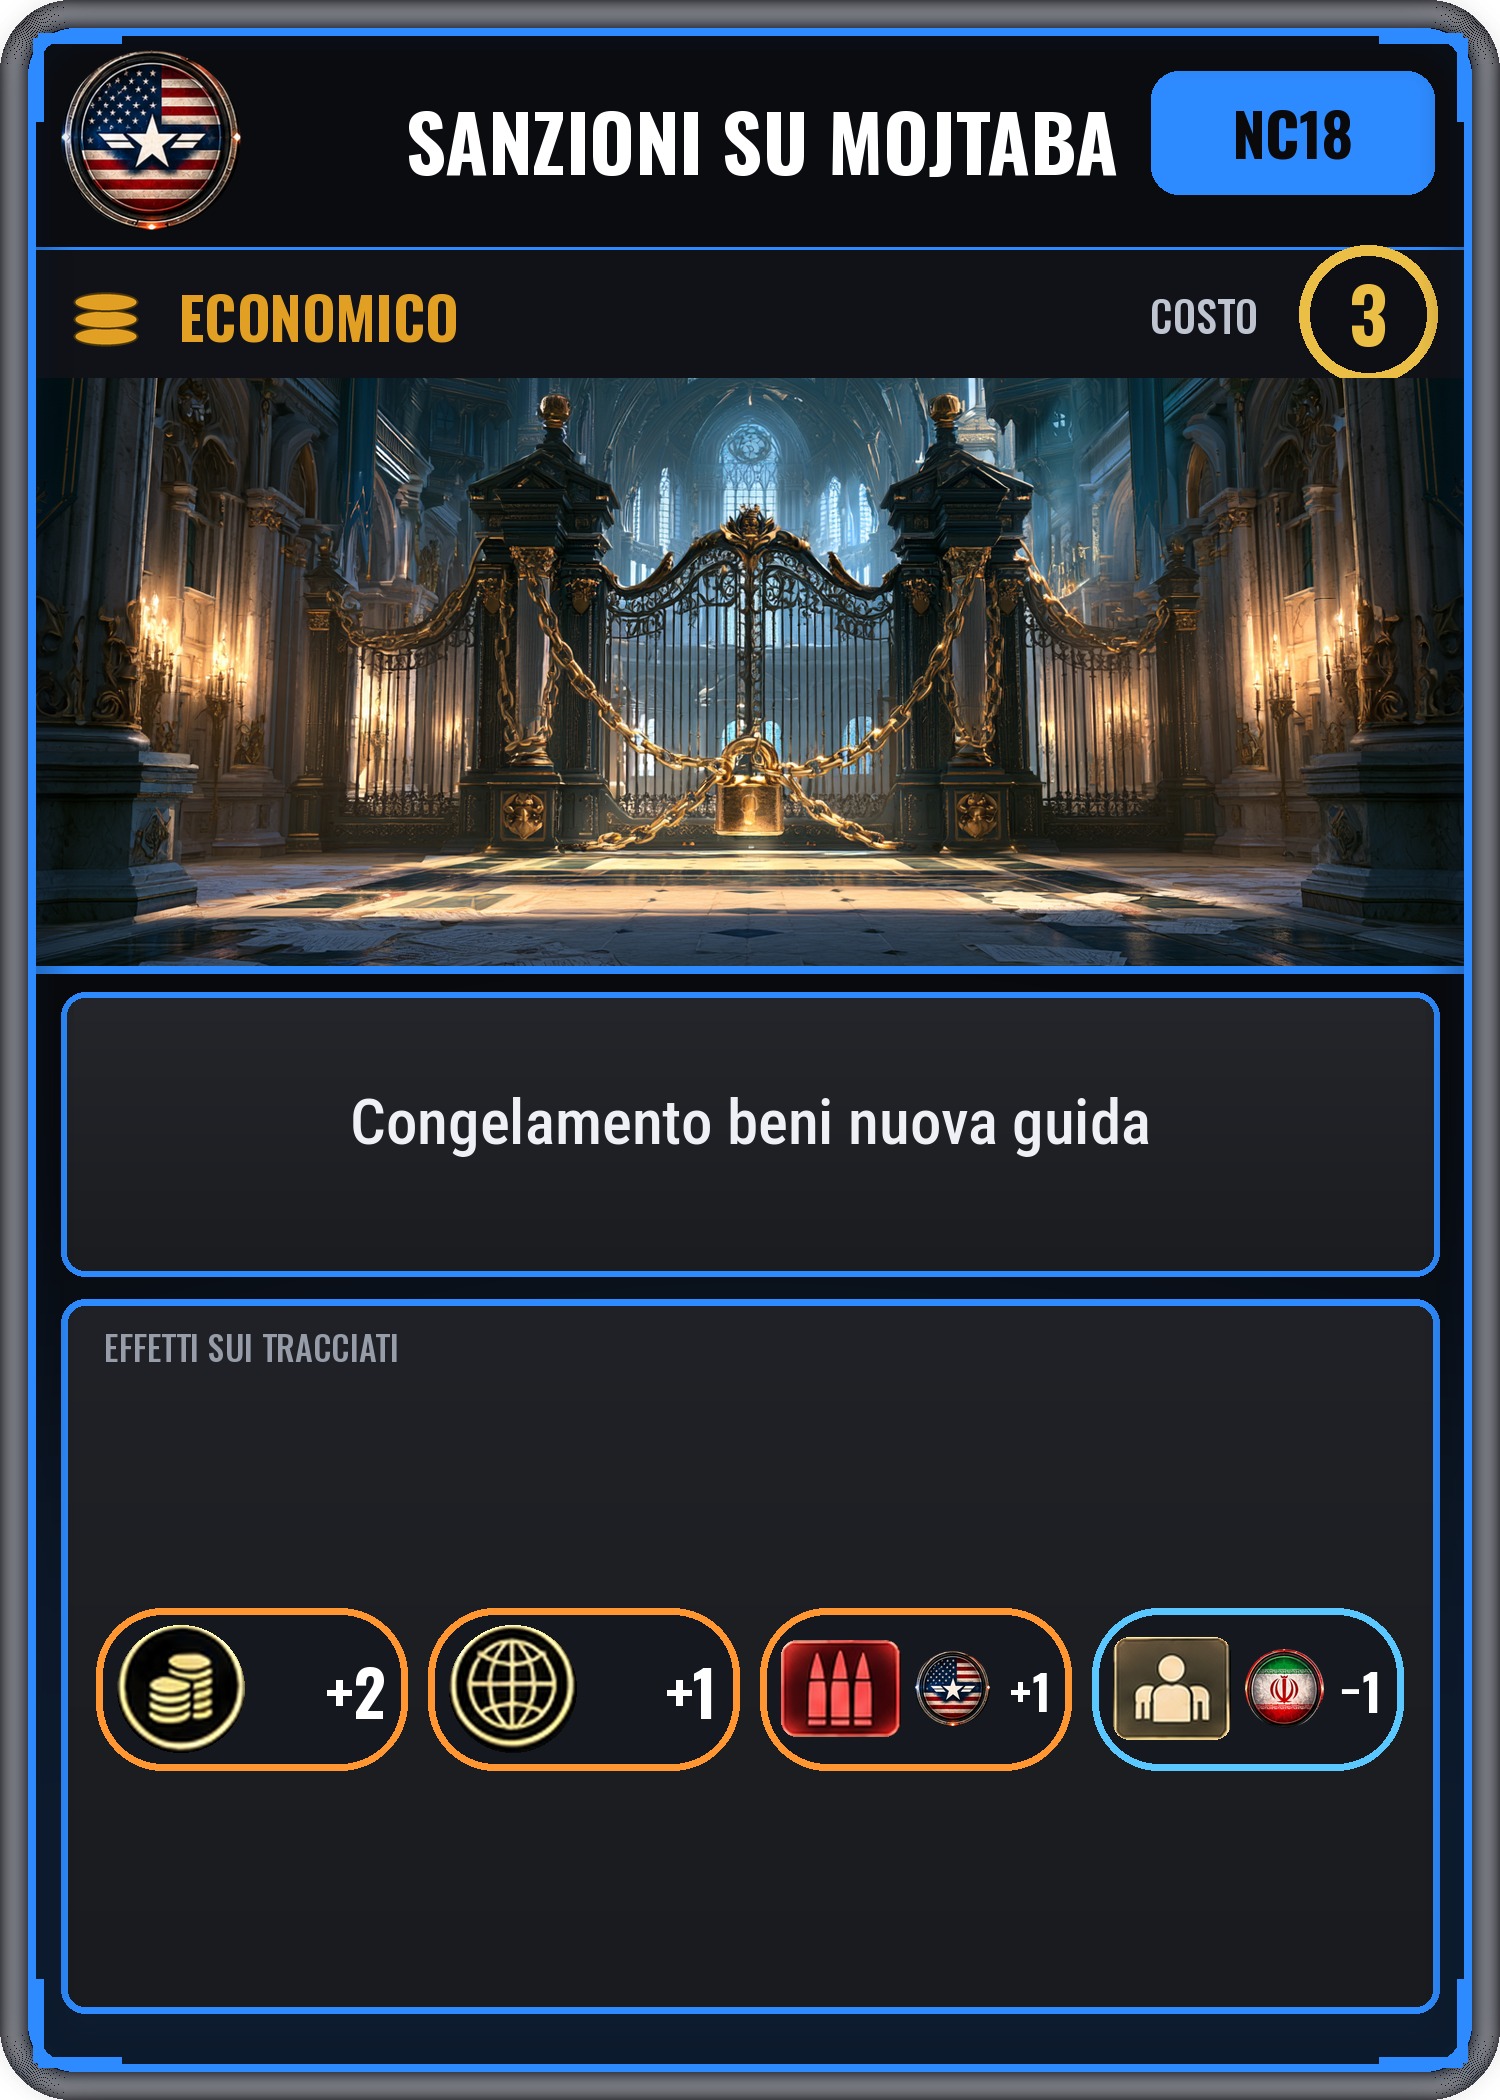 SANZIONI SU MOJTABA
NC18
ECONOMICO
COSTO
3
Congelamento beni nuova guida
EFFETTI SUI TRACCIATI
+2
+1
+1
−1